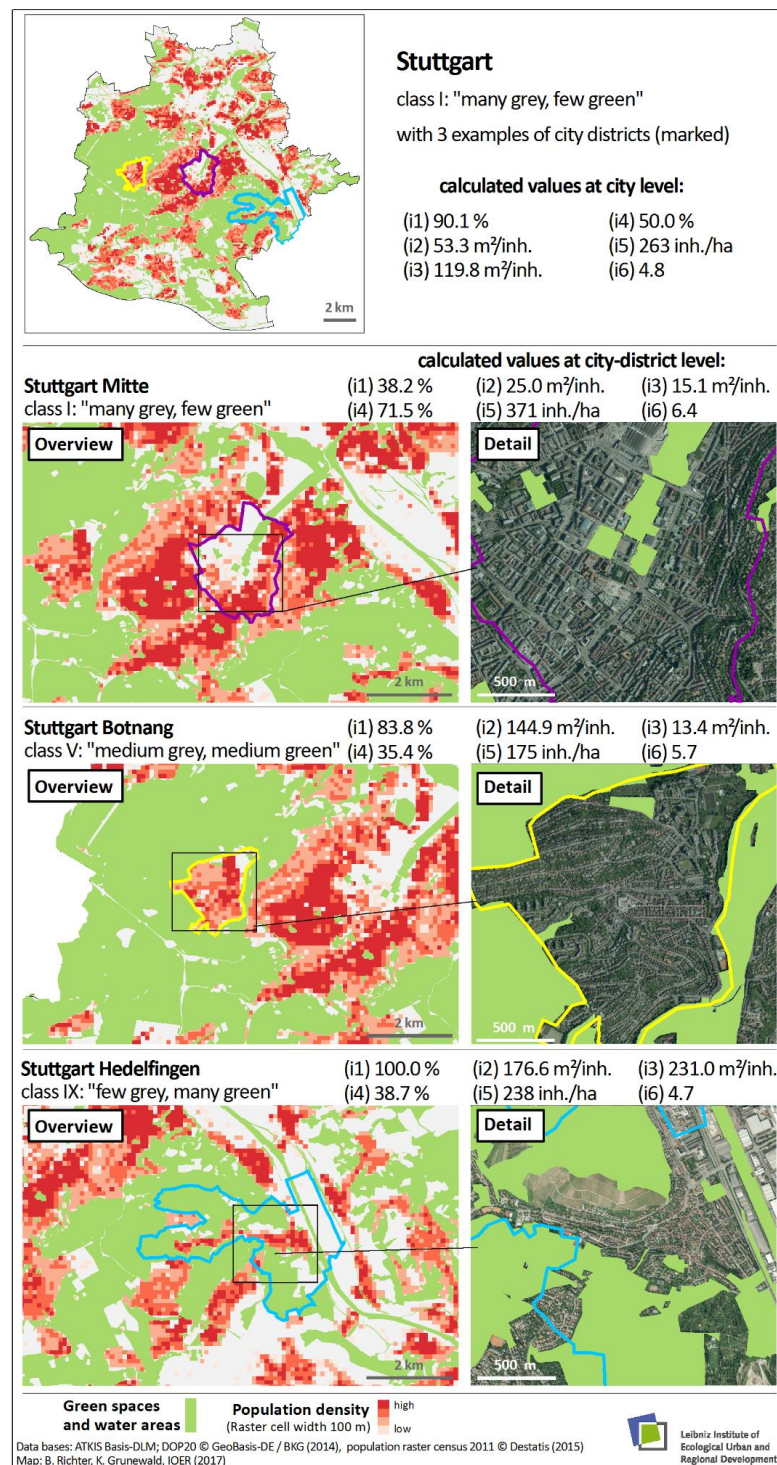 Stuttgart
class I: "many grey, few green"
with 3 examples of city districts (marked)
calculated values at city level:
(i1) 90.1 % (i4) 50.0 %
(i2) 53.3 m²/inh. (i5) 263 inh./ha
(i3) 119.8 m²/inh. (i6) 4.8
2 km
calculated values at city-district level:
Stuttgart Mitte (i1) 38.2 % (i2) 25.0 m²/inh. (i3) 15.1 m²/inh.
class I: "many grey, few green" (i4) 71.5 % (i5) 371 inh./ha (i6) 6.4
Overview Detail
2 km 500 m
Stuttgart Botnang (i1) 83.8 % (i2) 144.9 m²/inh. (i3) 13.4 m²/inh.
class V: "medium grey, medium green" (i4) 35.4 % (i5) 175 inh./ha (i6) 5.7
Overview Detail
2 km 500 m
Stuttgart Hedelfingen (i1) 100.0 % (i2) 176.6 m²/inh. (i3) 231.0 m²/inh.
class IX: "few grey, many green" (i4) 38.7 % (i5) 238 inh./ha (i6) 4.7
Overview Detail
2 km 500 m
Green spaces Population density high
and water areas (Raster cell width 100 m) low
Data bases: ATKIS Basis-DLM; DOP20 © GeoBasis-DE / BKG (2014), population raster census 2011 © Destatis (2015)
Map: B. Richter, K. Grunewald, IOER (2017)
Leibniz Institute of
Ecological Urban and
Regional Development